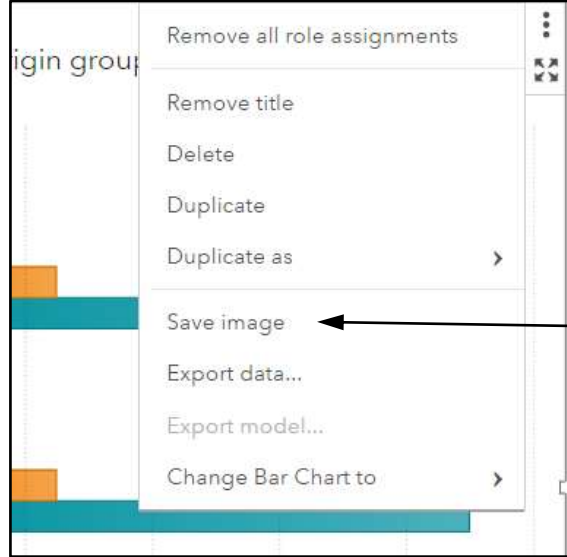 Remove all role assignments
igin group
Remove title
Delete
Duplicate
Duplicate as
Save image
Export data...
Export model...
Change Bar Chart to